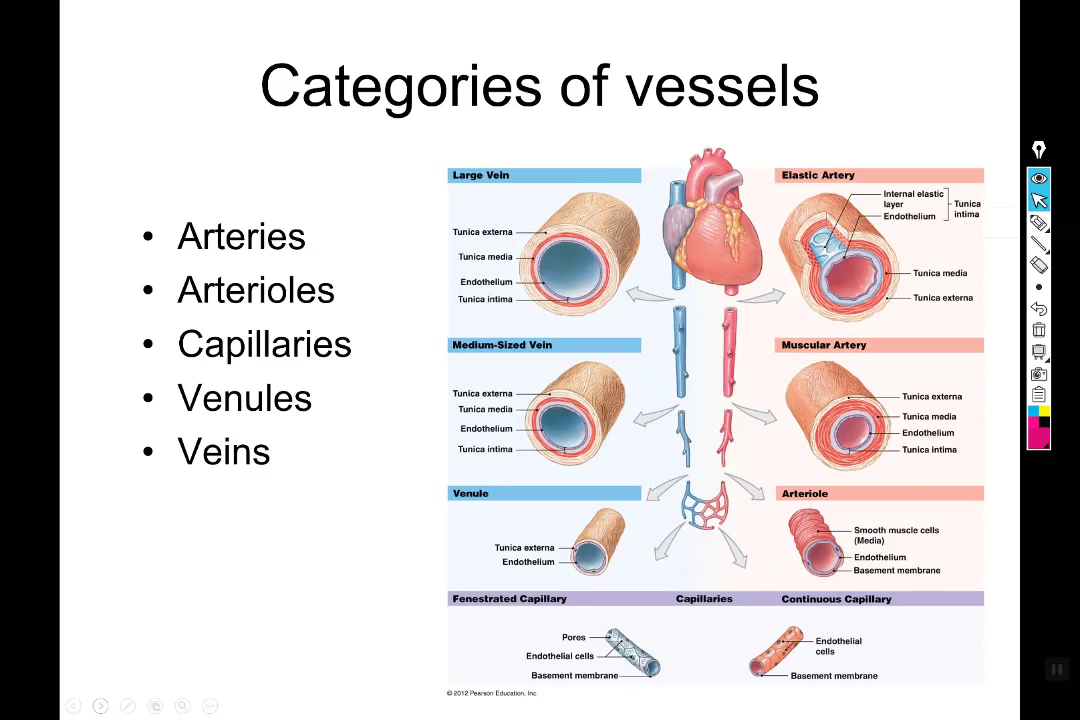 Categories of vessels
• Arteries
• Arterioles
• Capillaries
• Venules
• Veins
Large Vein
Tunica externa
Tunica media
Endothelium
Tunica intima
Elastic Artery
Internal elastic
layer
Endothelium
Tunica
intima
Tunica media
Tunica externa
Medium-Sized Vein
Tunica externa
Tunica media
Endothelium
Tunica intima
Muscular Artery
Tunica externa
Tunica media
Endothelium
Tunica intima
Venule
Tunica externa
Endothelium
Arteriole
Smooth muscle cells
(Media)
Endothelium
Basement membrane
Fenestrated Capillary
Capillaries
Continuous Capillary
Pores
Endothelial cells
Basement membrane
Endothelial
cells
Basement membrane
© 2012 Pearson Education, Inc.